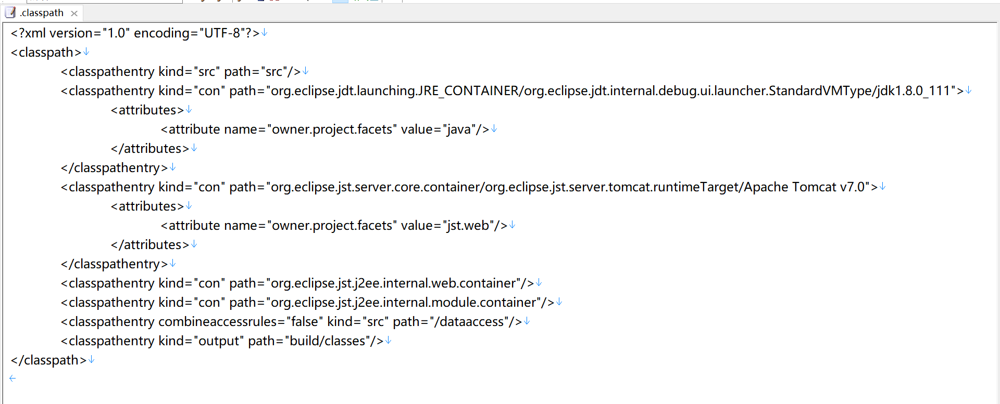 .classpath
<?xml version="1.0" encoding="UTF-8"?>↓
<classpath>↓
<classpathentry kind="src" path="src"/>↓
<classpathentry kind="con" path="org.eclipse.jdt.launching.JRE_CONTAINER/org.eclipse.jdt.internal.debug.ui.launcher.StandardVMType/jdk1.8.0_111">↓
<attributes>↓
<attribute name="owner.project.facets" value="java"/>↓
</attributes>↓
</classpathentry>↓
<classpathentry kind="con" path="org.eclipse.jst.server.core.container/org.eclipse.jst.server.tomcat.runtimeTarget/Apache Tomcat v7.0">↓
<attributes>↓
<attribute name="owner.project.facets" value="jst.web"/>↓
</attributes>↓
</classpathentry>↓
<classpathentry kind="con" path="org.eclipse.jst.j2ee.internal.web.container"/>↓
<classpathentry kind="con" path="org.eclipse.jst.j2ee.internal.module.container"/>↓
<classpathentry combineaccessrules="false" kind="src" path="/dataaccess"/>↓
<classpathentry kind="output" path="build/classes"/>↓
</classpath>↓
←